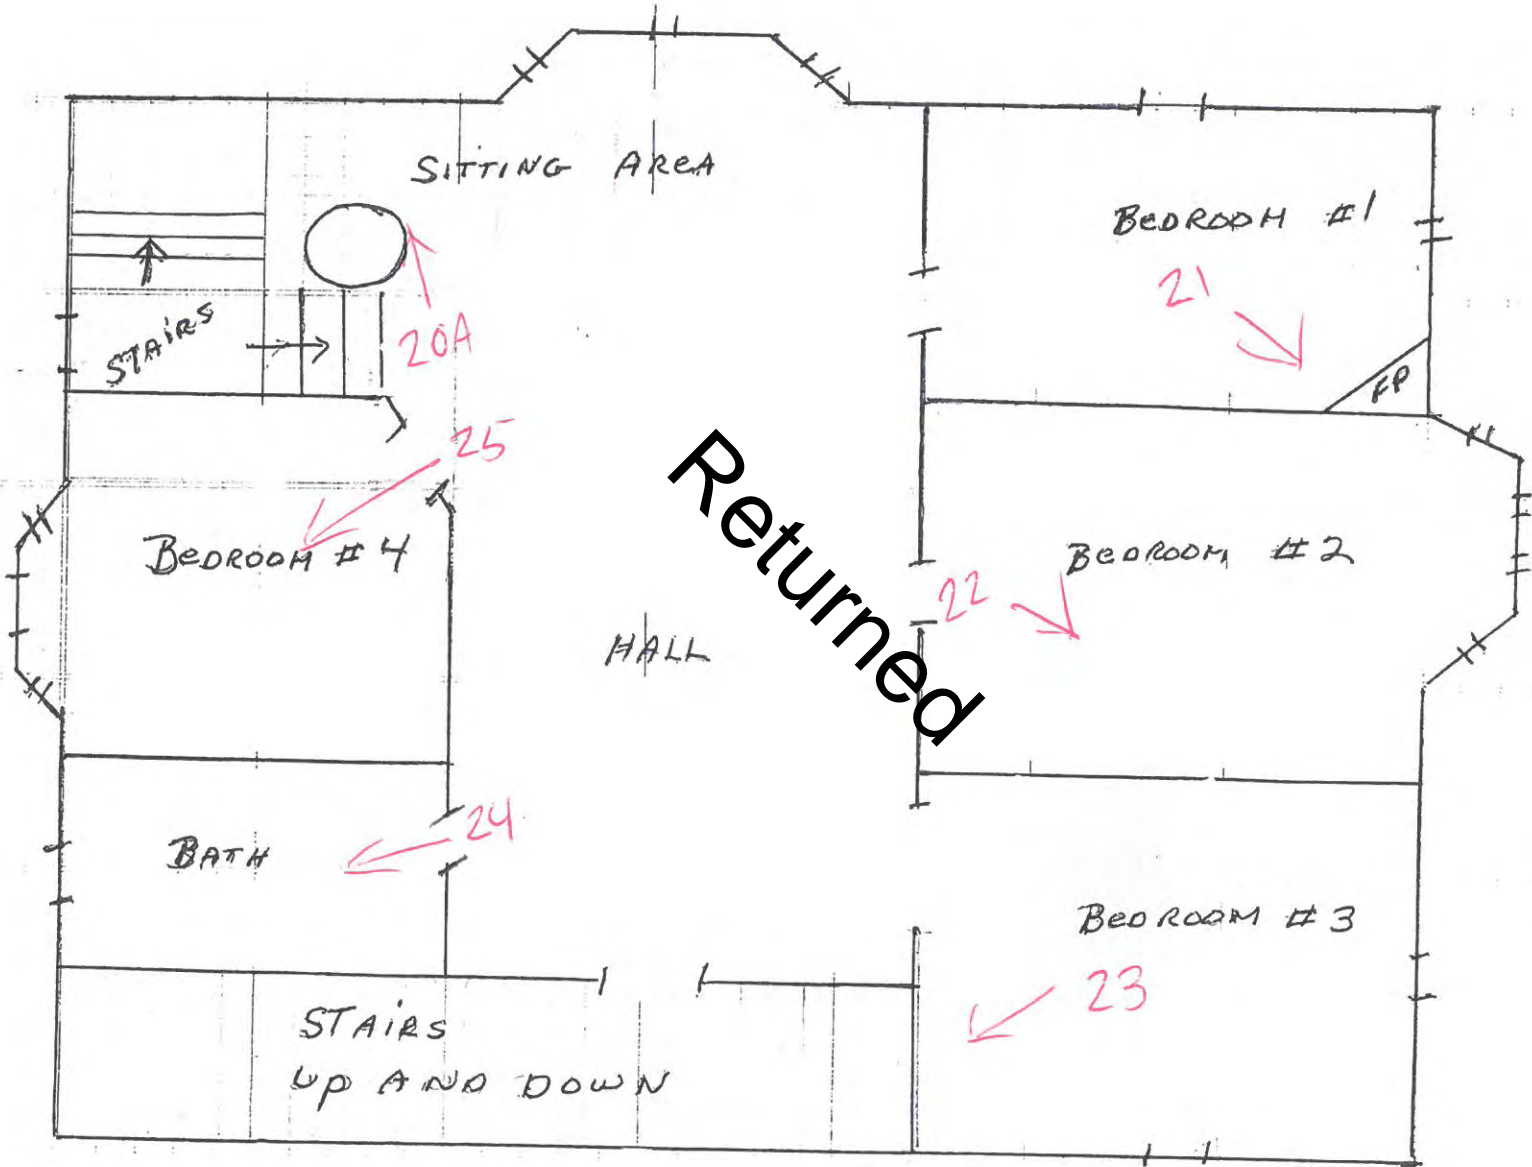 SITTING AREA
BEDROOM #1
21
STAIRS
20A
FP
25
BEDROOM #4
Returned
BEDROOM #2
22
HALL
24
BATH
BEDROOM #3
23
STAIRS
UP AND DOWN